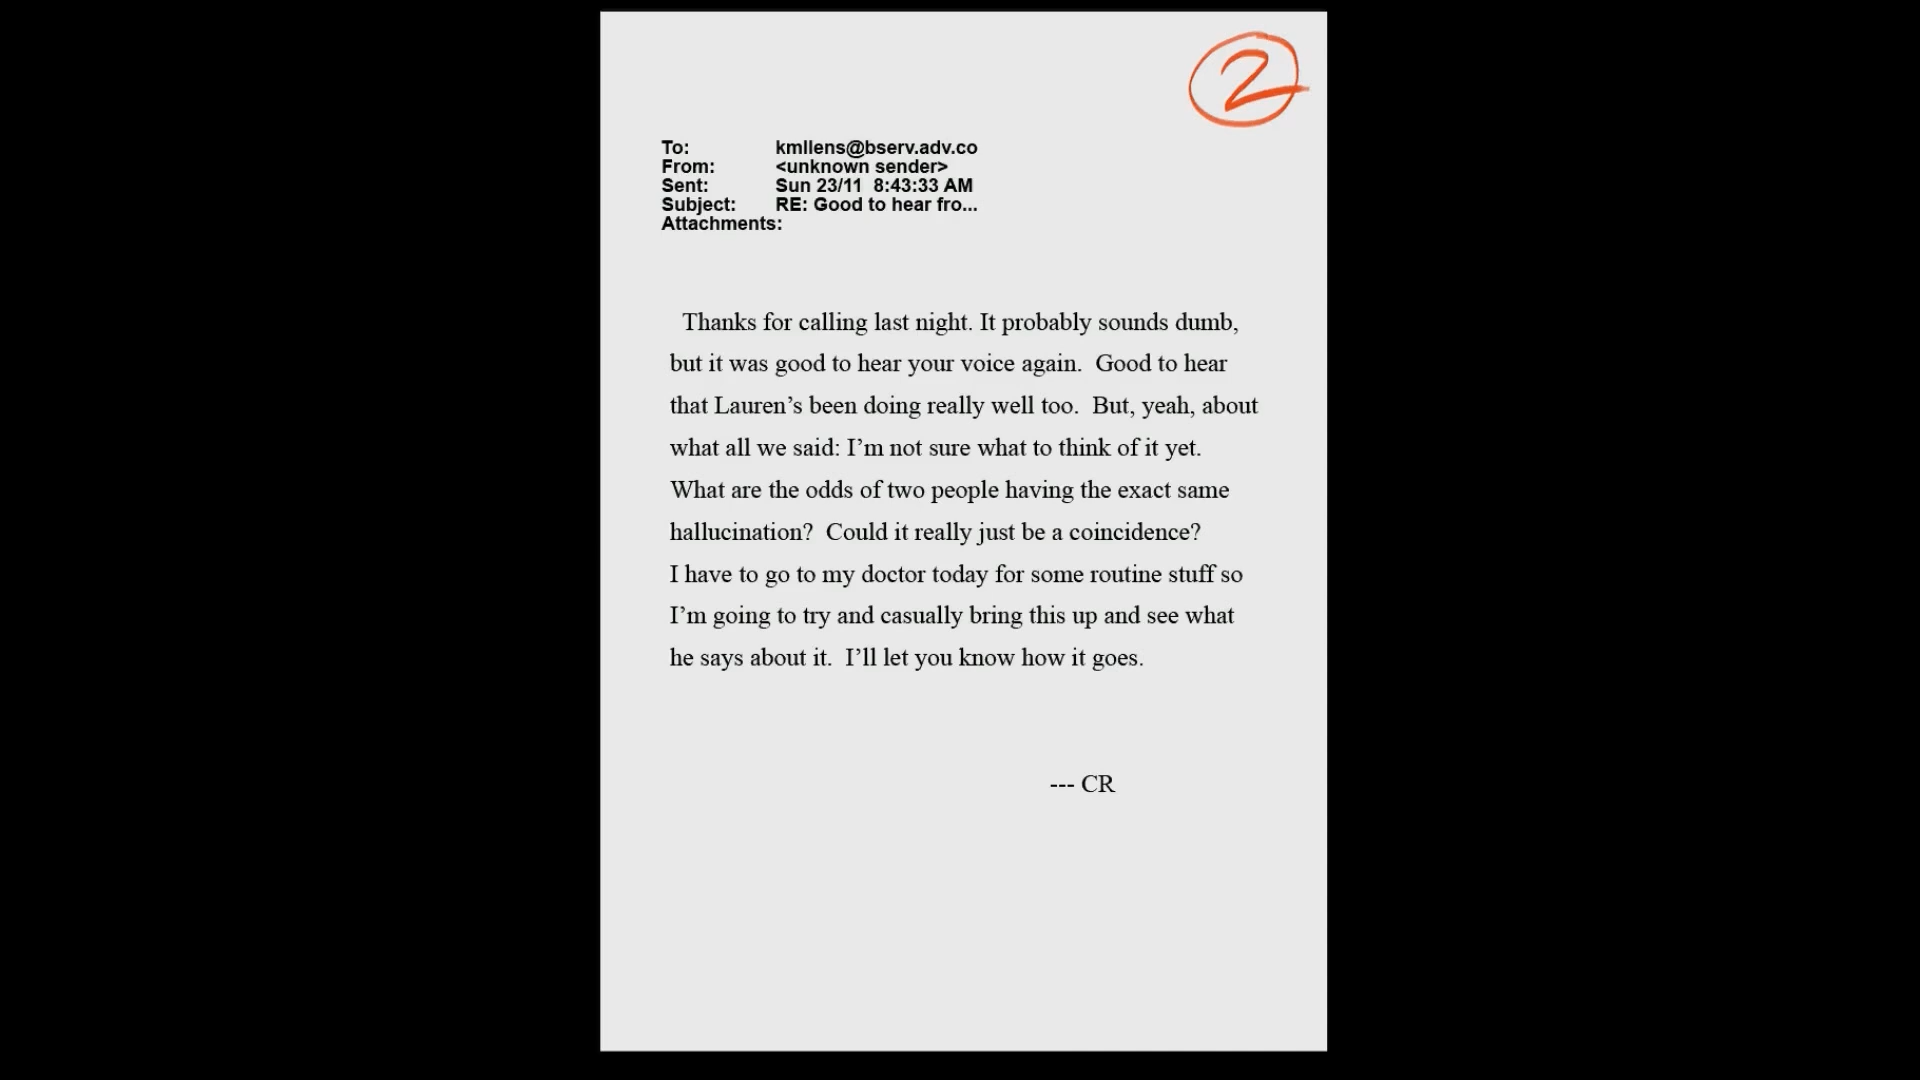 2
To: kmllens@bserv.adv.co
From: <unknown sender>
Sent: Sun 23/11  8:43:33 AM
Subject: RE: Good to hear fro...
Attachments:
Thanks for calling last night. It probably sounds dumb,
but it was good to hear your voice again.  Good to hear
that Lauren’s been doing really well too.  But, yeah, about
what all we said: I’m not sure what to think of it yet.
What are the odds of two people having the exact same
hallucination?  Could it really just be a coincidence?
I have to go to my doctor today for some routine stuff so
I’m going to try and casually bring this up and see what
he says about it.  I’ll let you know how it goes.
--- CR